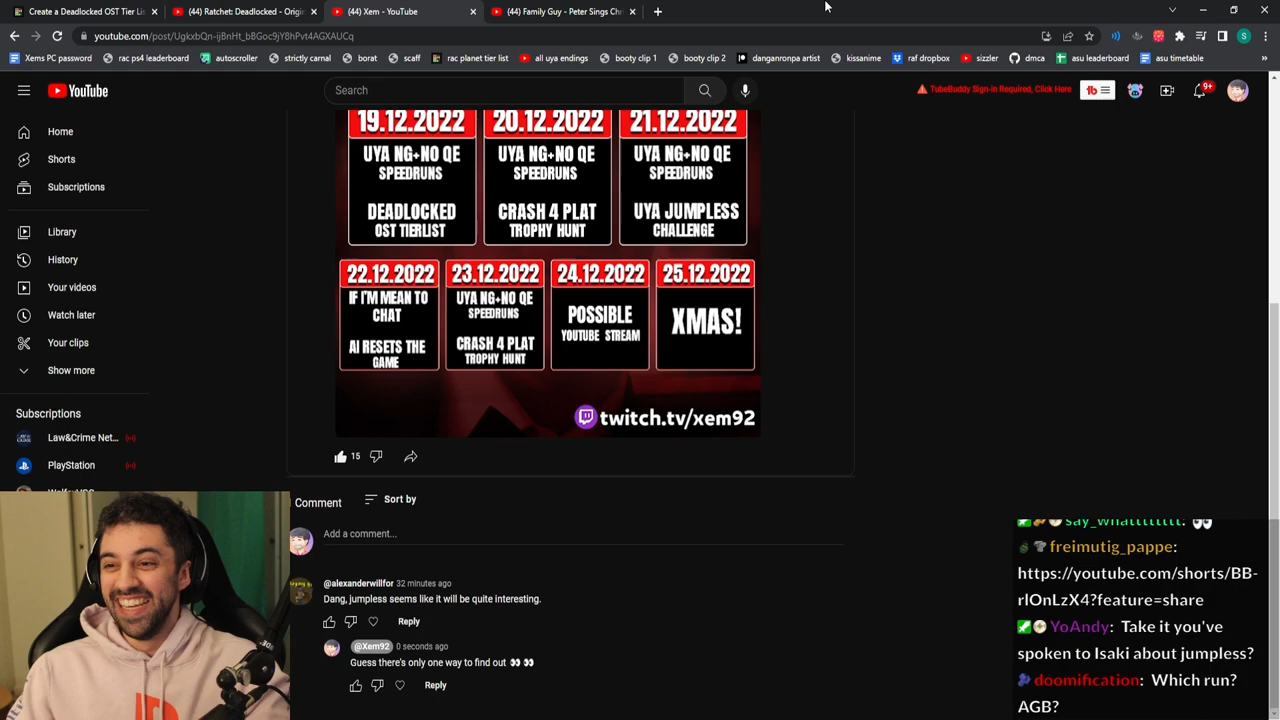 Create a Deadlocked OST Tier Lis
(44) Ratchet: Deadlocked - Origin
(44) Xem - YouTube
(44) Family Guy - Peter Sings Chr
youtube.com/post/UgkxbQn-ijBnHt_bBGoc9jY8hPvt4AGXAUCq
Xems PC password
rac ps4 leaderboard
autoscroller
strictly carnal
borat
scaff
rac planet tier list
all uya endings
booty clip 1
booty clip 2
danganronpa artist
kissanime
raf dropbox
sizzler
dmca
asu leaderboard
asu timetable
YouTube
Search
TubeBuddy Sign-in Required, Click Here
tb
9+
Home
Shorts
Subscriptions
Library
History
Your videos
Watch later
Your clips
Show more
Subscriptions
Law&Crime Net...
PlayStation
19.12.2022
UYA NG+NO QE
SPEEDRUNS
DEADLOCKED
OST TIERLIST
20.12.2022
UYA NG+NO QE
SPEEDRUNS
CRASH 4 PLAT
TROPHY HUNT
21.12.2022
UYA NG+NO QE
SPEEDRUNS
UYA JUMPLESS
CHALLENGE
22.12.2022
IF I'M MEAN TO
CHAT
AI RESETS THE
GAME
23.12.2022
UYA NG+NO QE
SPEEDRUNS
CRASH 4 PLAT
TROPHY HUNT
24.12.2022
POSSIBLE
YOUTUBE STREAM
25.12.2022
XMAS!
twitch.tv/xem92
15
Comment
Sort by
Add a comment...
@alexanderwillfor 32 minutes ago
Dang, jumpless seems like it will be quite interesting.
Reply
@Xem92 0 seconds ago
Guess there's only one way to find out 👀 👀
Reply
say_whatttttttt: 👀
freimutig_pappe:
https://youtube.com/shorts/BB-
rlOnLzX4?feature=share
YoAndy: Take it you've
spoken to Isaki about jumpless?
doomification: Which run?
AGB?